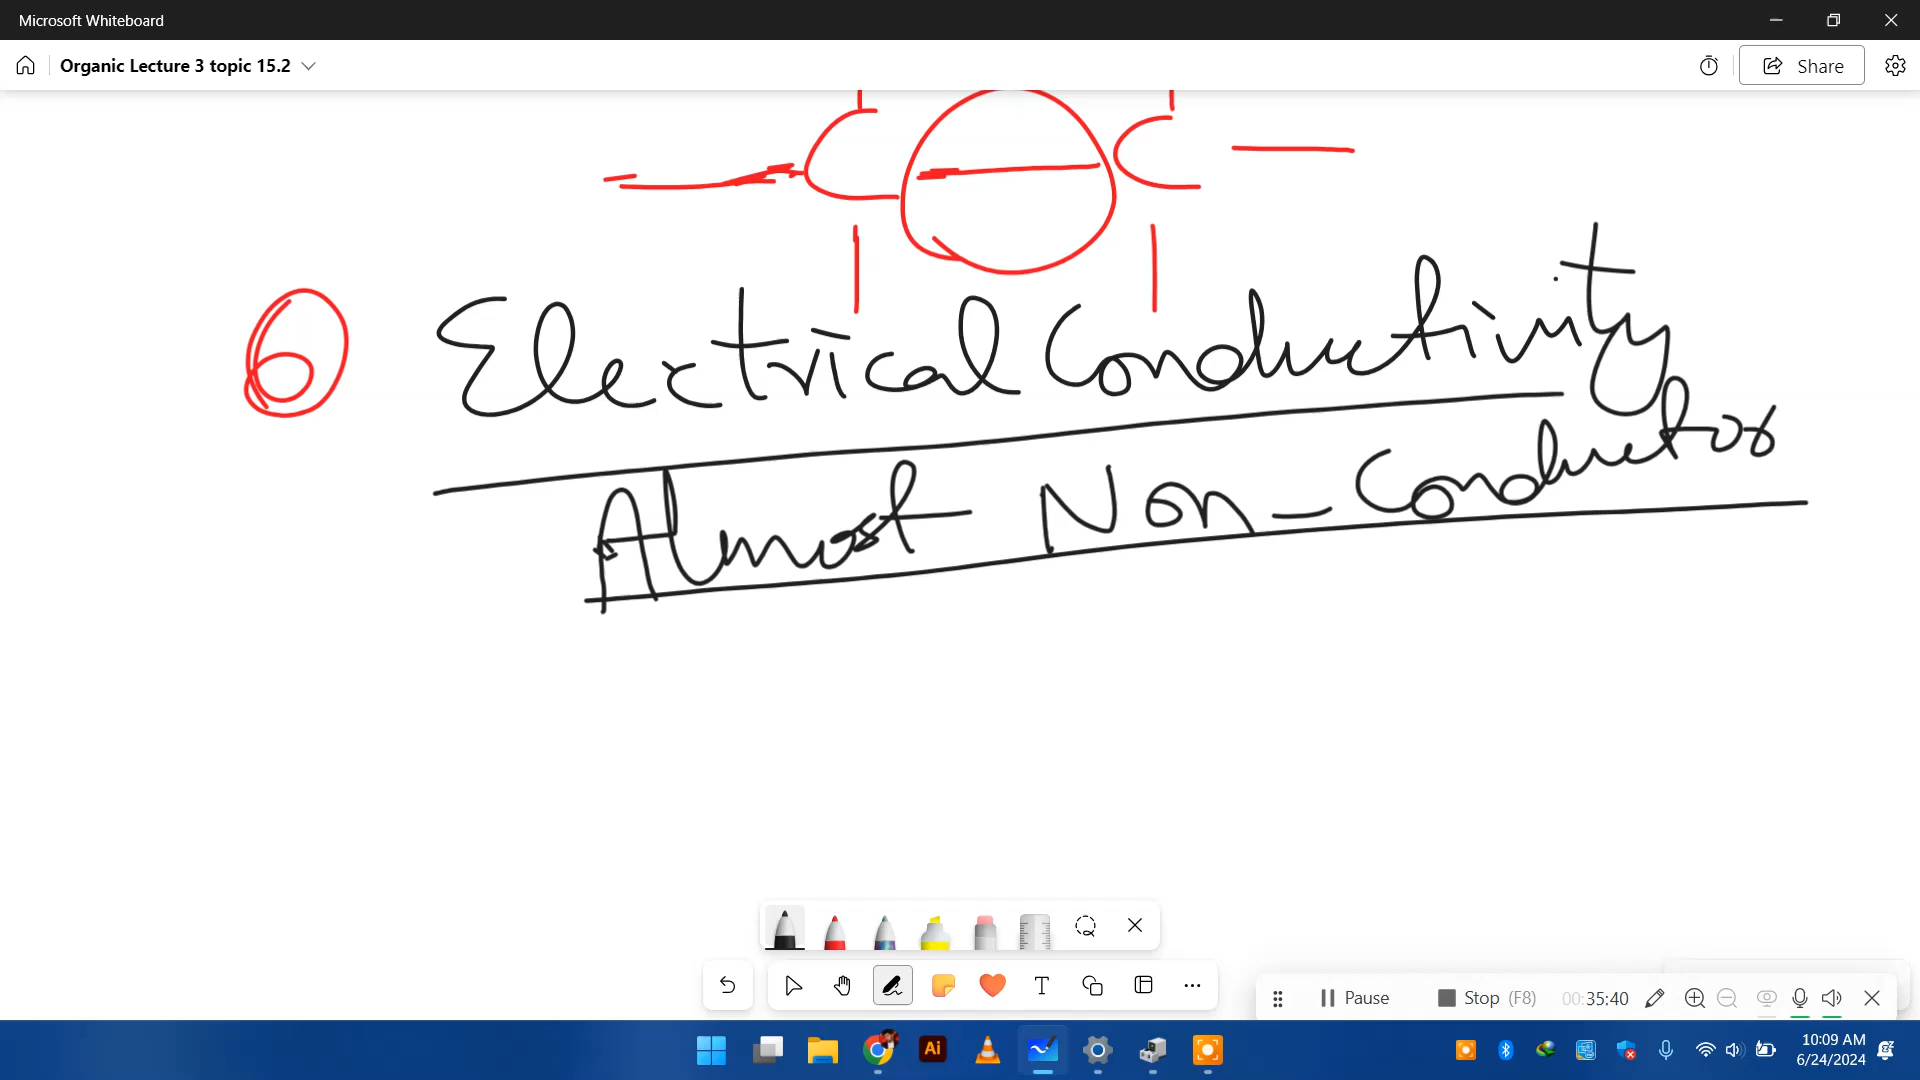 Microsoft Whiteboard
Organic Lecture 3 topic 15.2
Share
C C
6 Electrical Conductivity
Almost Non-Conductor
Pause Stop (F8) 00:35:40
Ai
10:09 AM
6/24/2024